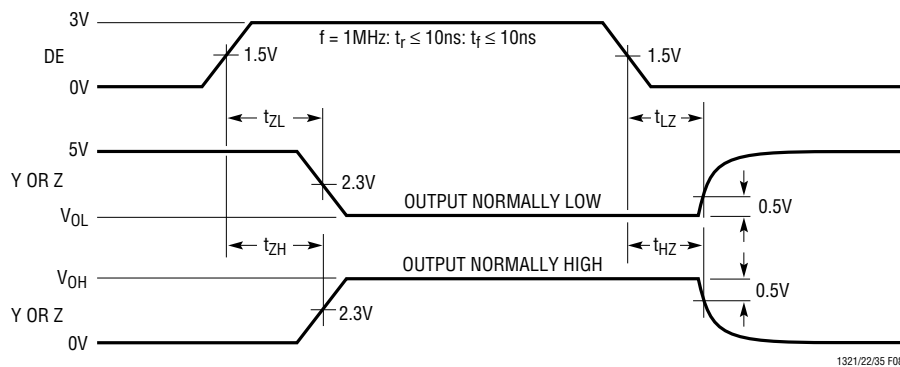 3V
f = 1MHz: tr ≤ 10ns: tf ≤ 10ns
DE
1.5V
1.5V
0V
tZL
tLZ
5V
Y OR Z
2.3V
OUTPUT NORMALLY LOW
0.5V
VOL
tZH
tHZ
VOH
OUTPUT NORMALLY HIGH
0.5V
Y OR Z
2.3V
0V
1321/22/35 F08